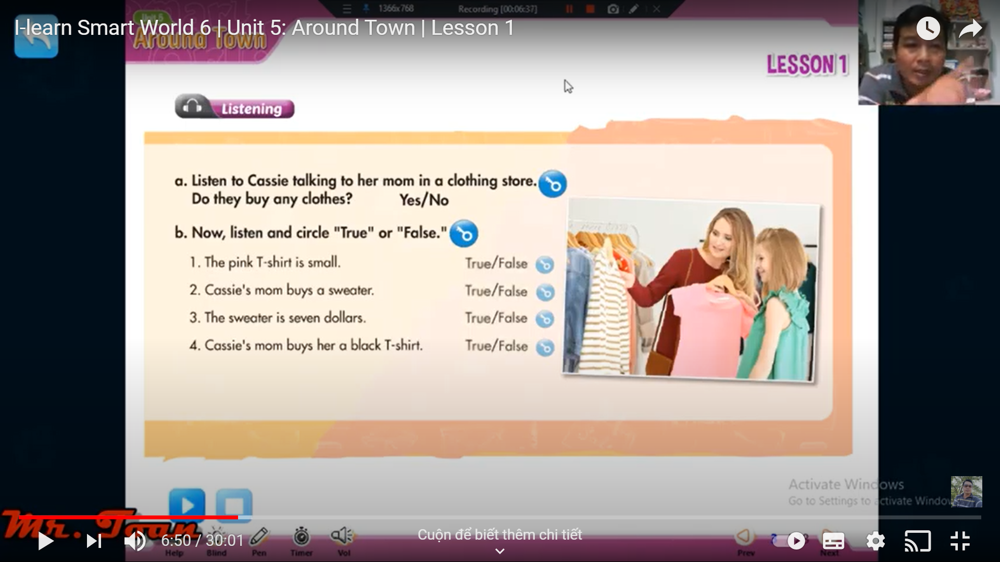 1366x768
Recording [00:06:37]
I-learn Smart World 6 | Unit 5: Around Town | Lesson 1
Around Town
LESSON 1
Listening
a. Listen to Cassie talking to her mom in a clothing store.
Do they buy any clothes? Yes/No
b. Now, listen and circle "True" or "False."
1. The pink T-shirt is small. True/False
2. Cassie's mom buys a sweater. True/False
3. The sweater is seven dollars. True/False
4. Cassie's mom buys her a black T-shirt. True/False
Activate Windows
Go to Settings to activate Window
Mr. Toan
6:50 / 30:01
Cuộn để biết thêm chi tiết
Help Blind Pen Timer Vol Prev Next